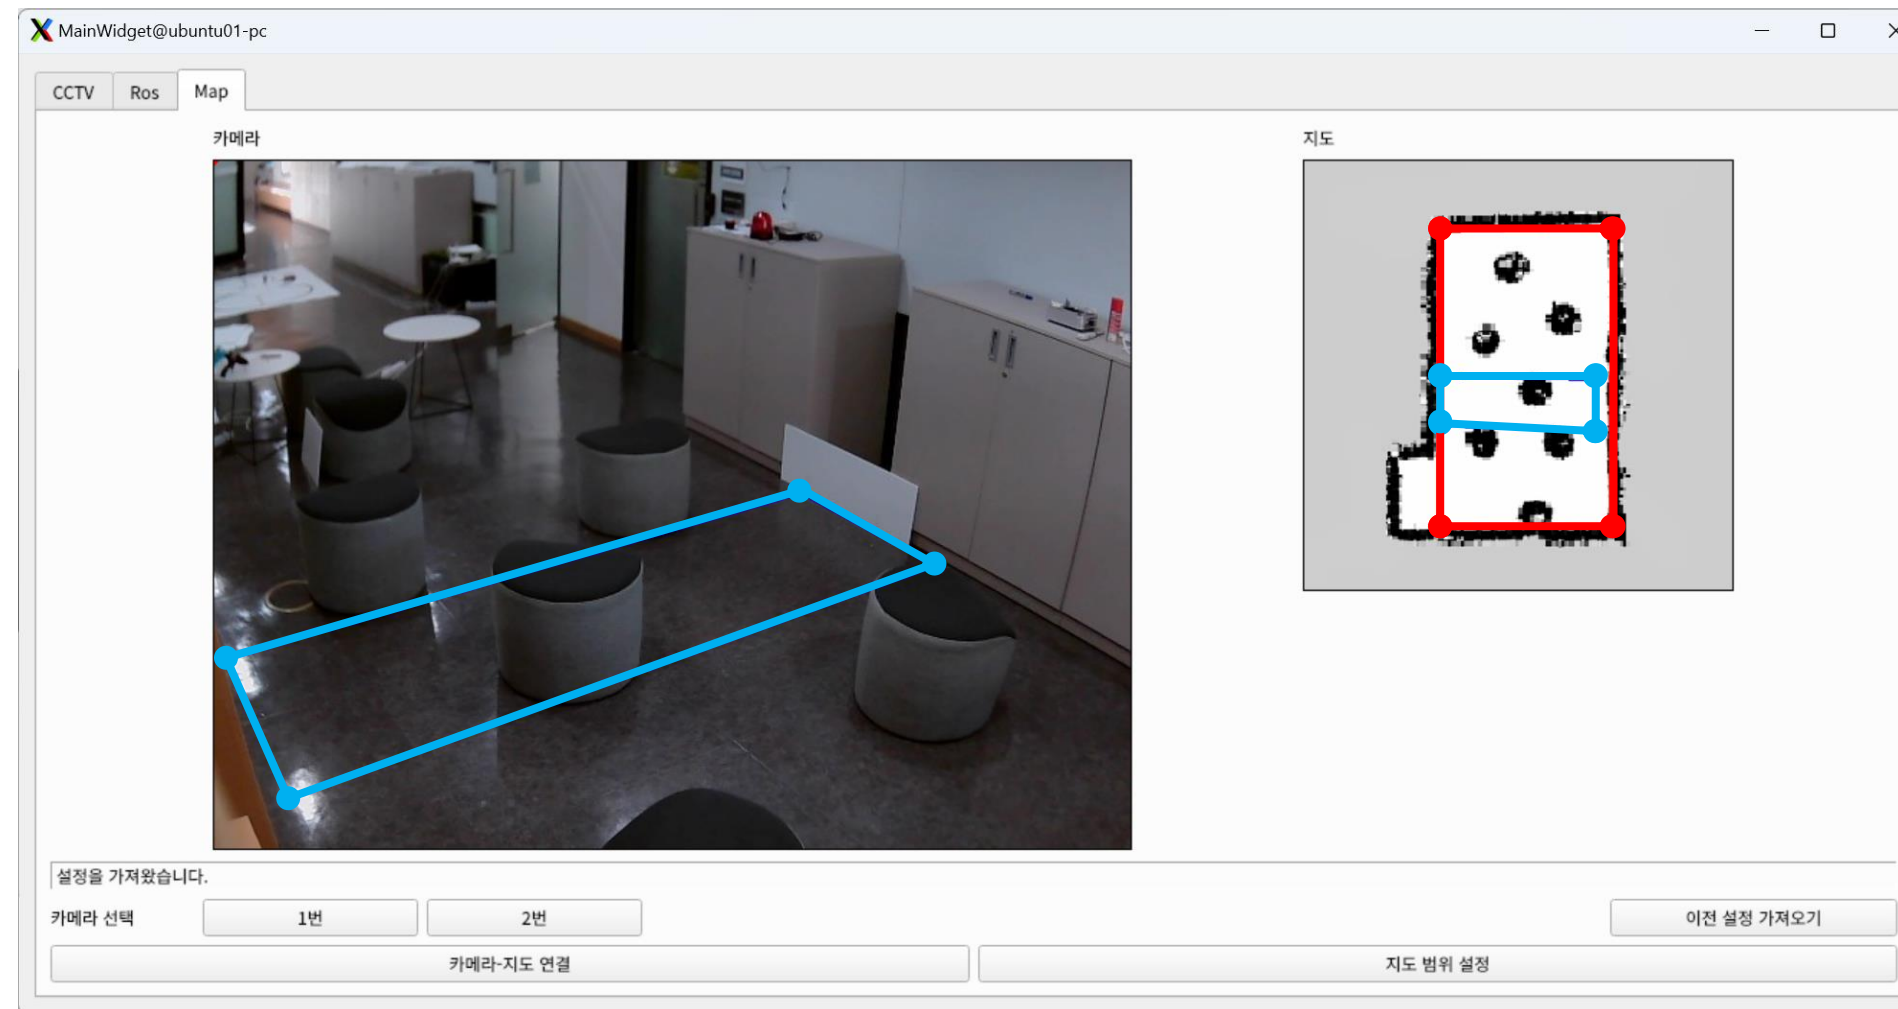 MainWidget@ubuntu01-pc
CCTV Ros Map
카메라 지도
설정을 가져왔습니다.
카메라 선택 1번 2번 이전 설정 가져오기
카메라-지도 연결 지도 범위 설정